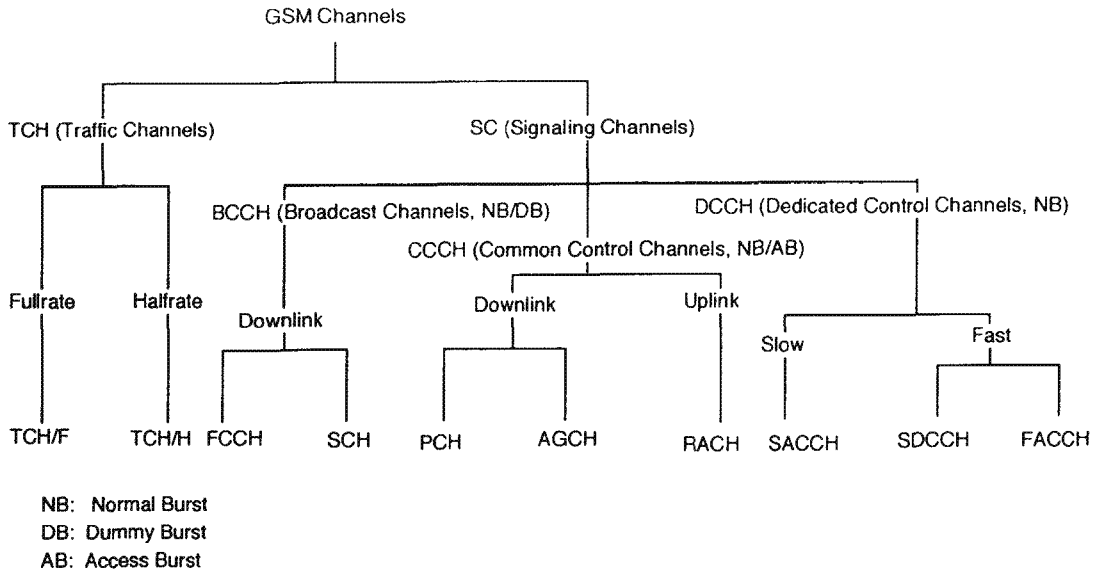 GSM Channels
TCH (Traffic Channels)
SC (Signaling Channels)
BCCH (Broadcast Channels, NB/DB)
DCCH (Dedicated Control Channels, NB)
CCCH (Common Control Channels, NB/AB)
Fullrate
Halfrate
Downlink
Downlink
Uplink
Slow
Fast
TCH/F
TCH/H
FCCH
SCH
PCH
AGCH
RACH
SACCH
SDCCH
FACCH
NB: Normal Burst
DB: Dummy Burst
AB: Access Burst